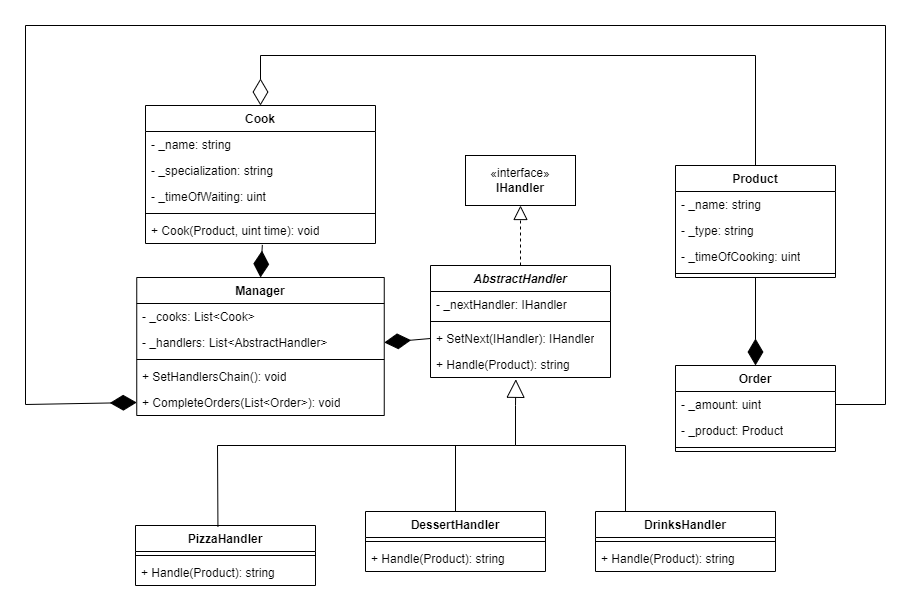 Cook
- _name: string
- _specialization: string
- _timeOfWaiting: uint
+ Cook(Product, uint time): void
«interface»
IHandler
Product
- _name: string
- _type: string
- _timeOfCooking: uint
Manager
- _cooks: List<Cook>
- _handlers: List<AbstractHandler>
+ SetHandlersChain(): void
+ CompleteOrders(List<Order>): void
AbstractHandler
- _nextHandler: IHandler
+ SetNext(IHandler): IHandler
+ Handle(Product): string
Order
- _amount: uint
- _product: Product
PizzaHandler
+ Handle(Product): string
DessertHandler
+ Handle(Product): string
DrinksHandler
+ Handle(Product): string